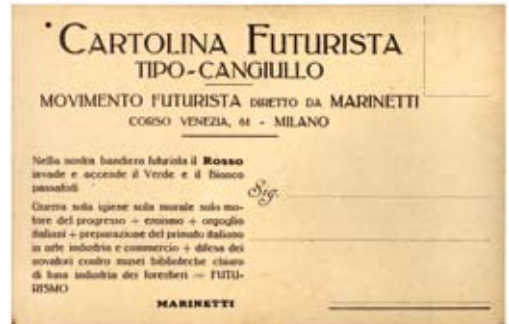 CARTOLINA FUTURISTA
TIPO-CANGIULLO
MOVIMENTO FUTURISTA DIRETTO DA MARINETTI
CORSO VENEZIA, 61 - MILANO
Nella nostra bandiera futurista il Rosso
invade e accende il Verde e il Bianco
passatisti
Guerra sola igiene sola morale solo mo-
tore del progresso + eroismo + orgoglio
italiani + preparazione del primato italiano
in arte industria e commercio + difesa dei
novatori contro musei biblioteche chiaro
di luna industria dei forestieri = FUTU-
RISMO
MARINETTI
Sig.